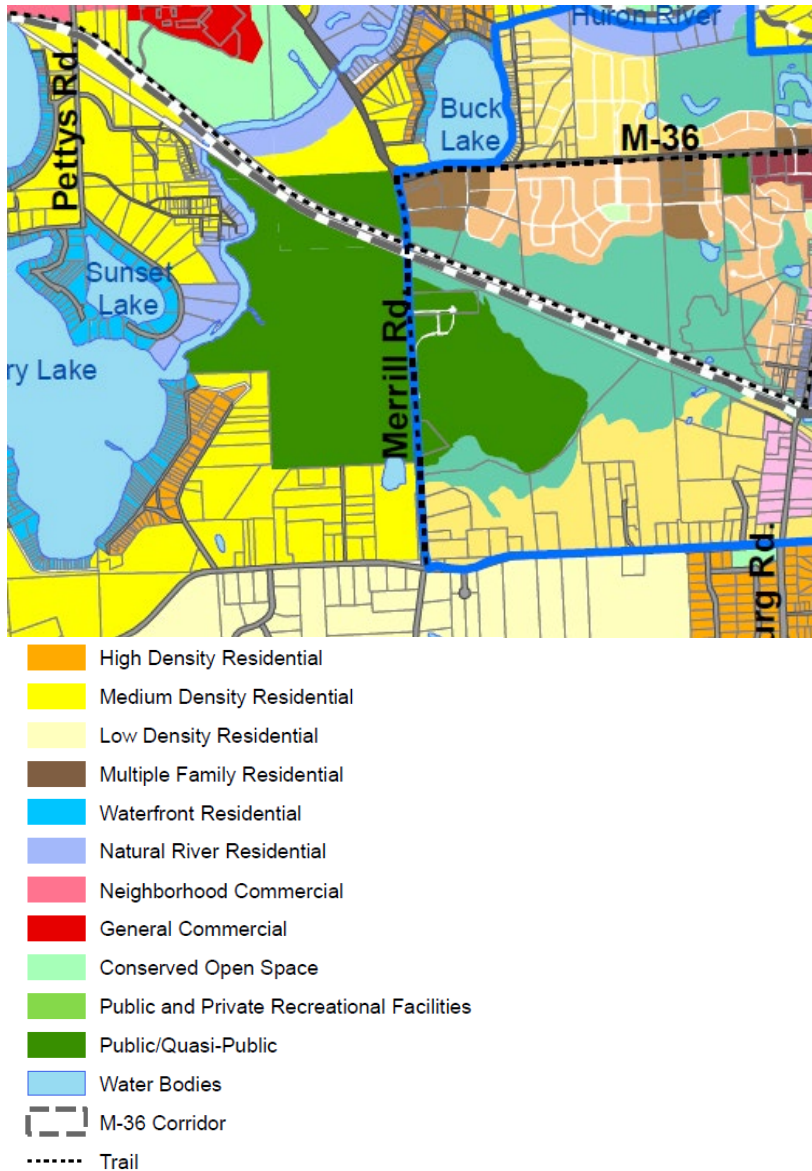 Huron River
Pettys Rd.
Buck
Lake
M-36
Sunset
Lake
ry Lake
Merrill Rd.
urg Rd.
High Density Residential
Medium Density Residential
Low Density Residential
Multiple Family Residential
Waterfront Residential
Natural River Residential
Neighborhood Commercial
General Commercial
Conserved Open Space
Public and Private Recreational Facilities
Public/Quasi-Public
Water Bodies
M-36 Corridor
Trail